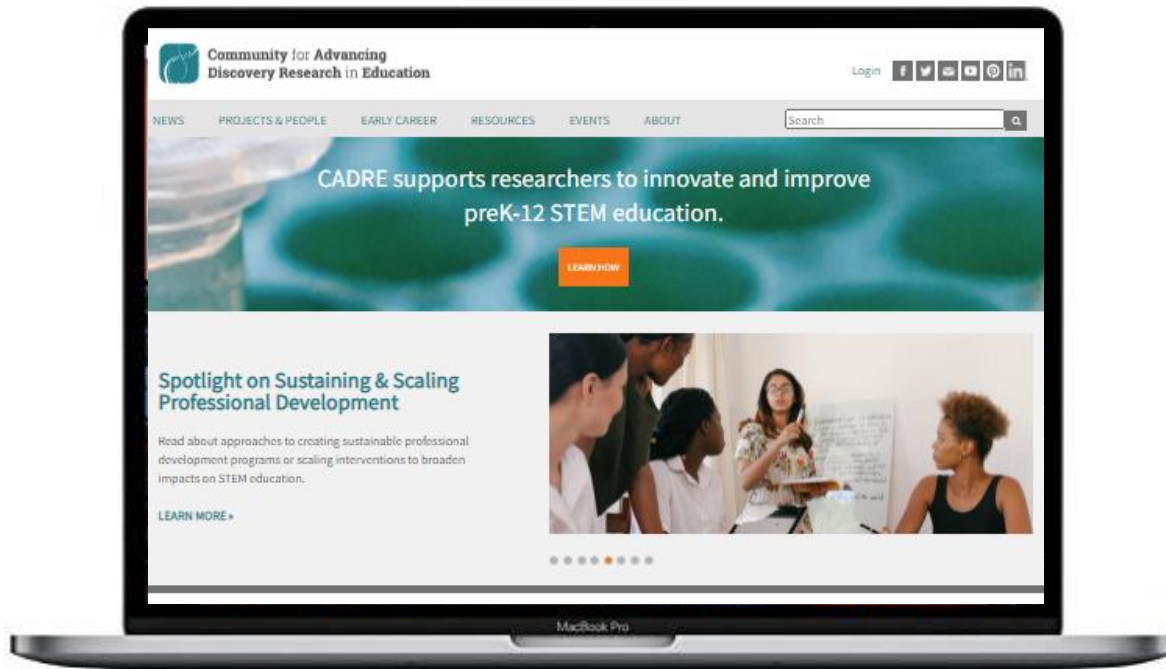 Community for Advancing
Discovery Research in Education
Login
NEWS PROJECTS & PEOPLE EARLY CAREER RESOURCES EVENTS ABOUT Search
CADRE supports researchers to innovate and improve
preK-12 STEM education.
LEARN HOW
Spotlight on Sustaining & Scaling
Professional Development
Read about approaches to creating sustainable professional
development programs or scaling interventions to broaden
impacts on STEM education.
LEARN MORE »
MacBook Pro